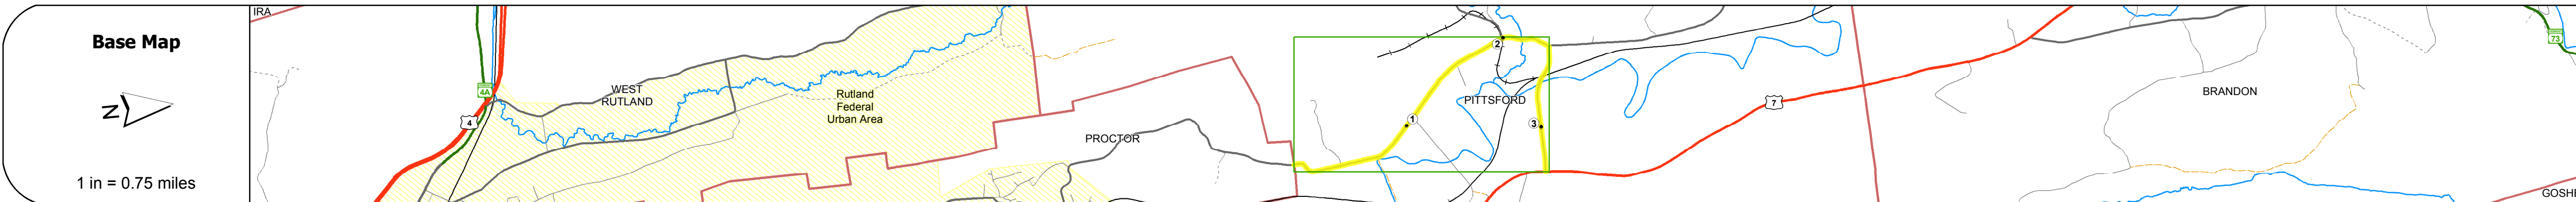 Base Map
N
1 in = 0.75 miles
IRA
4A
4
WEST
RUTLAND
Rutland
Federal
Urban Area
PROCTOR
1
2
PITTSFORD
3
7
BRANDON
73